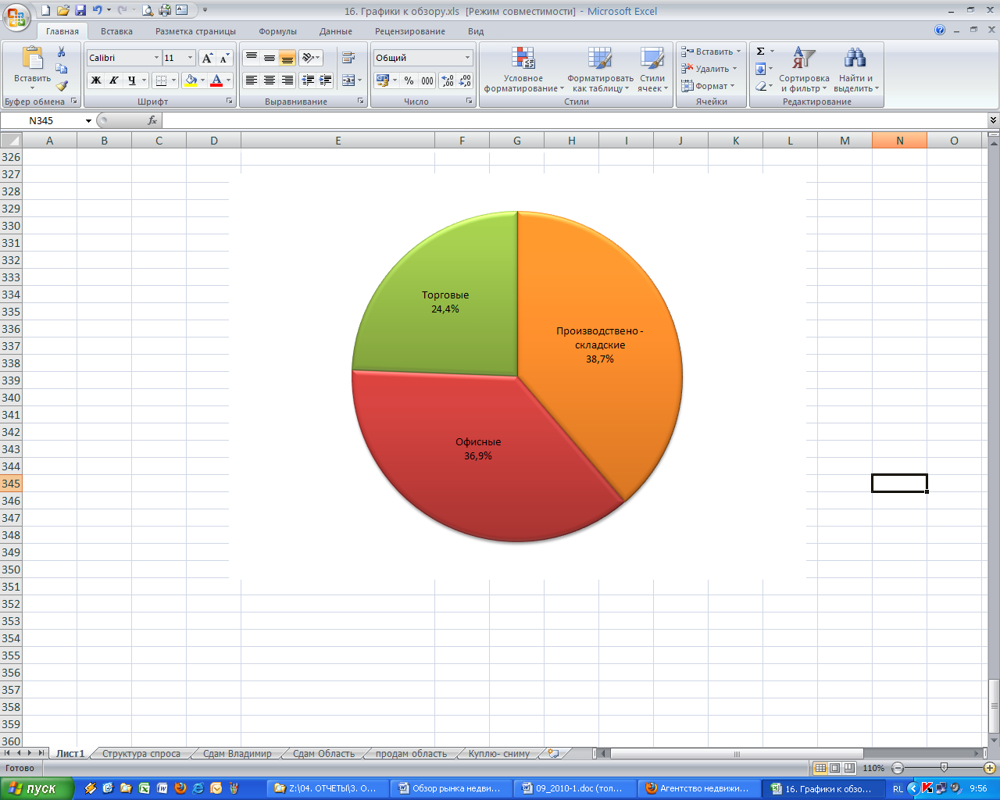 16. Графики к обзору.xls [Режим совместимости] - Microsoft Excel
Главная Вставка Разметка страницы Формулы Данные Рецензирование Вид
Calibri 11 Общий
Вставить
Ж К Ч
% 000
Условное форматирование
Форматировать как таблицу
Стили ячеек
Вставить
Удалить
Формат
Сортировка и фильтр
Найти и выделить
Буфер обмена Шрифт Выравнивание Число Стили Ячейки Редактирование
N345
A B C D E F G H I J K L M N O
326
327
328
329
330
331
332
333
334
335
336
337
338
339
340
341
342
343
344
345
346
347
348
349
350
351
352
353
354
355
356
357
358
359
360
Торговые
24,4%
Производствено -
складские
38,7%
Офисные
36,9%
Лист1 Структура спроса Сдам Владимир Сдам Область продам область Куплю- сниму
Готово 110%
пуск Z:\04. ОТЧЕТЫ\3. О... Обзор рынка недви... 09_2010-1.doc (тол... Агентство недвижи... 16. Графики к обзо... RL 9:56